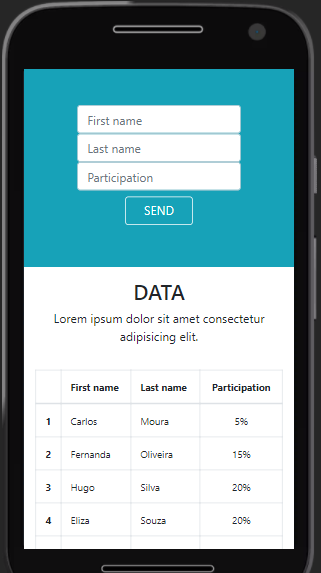 First name
Last name
Participation
SEND
DATA
Lorem ipsum dolor sit amet consectetur
adipisicing elit.
First name Last name Participation
1 Carlos Moura 5%
2 Fernanda Oliveira 15%
3 Hugo Silva 20%
4 Eliza Souza 20%